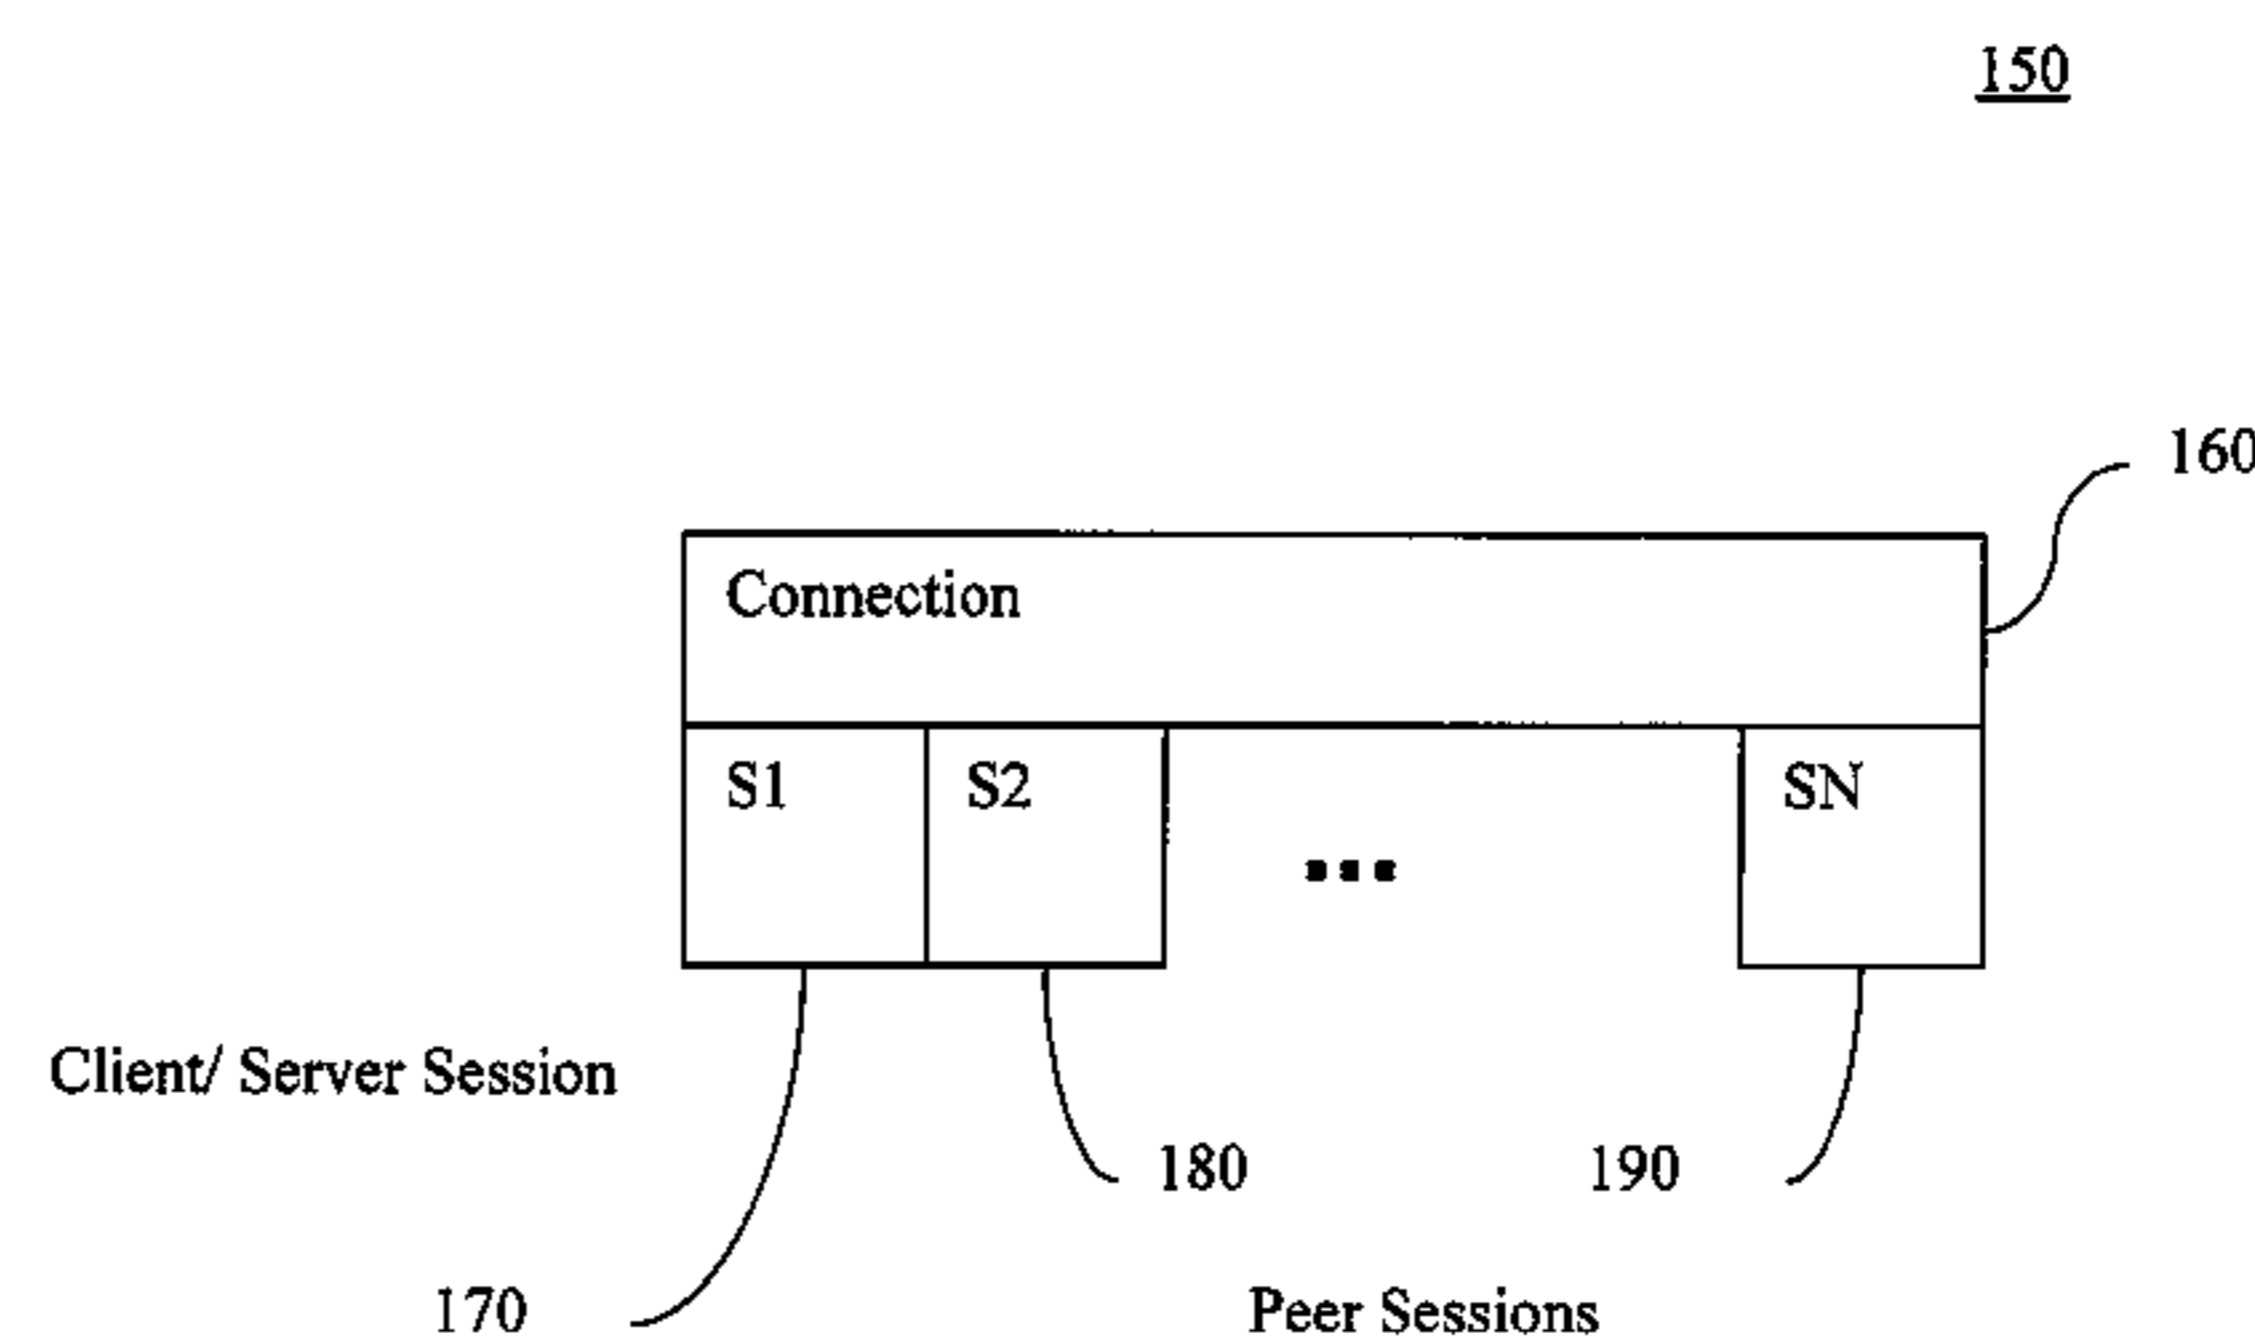 150
160
Connection
S1 S2 SN
Client/ Server Session
180 190
170
Peer Sessions